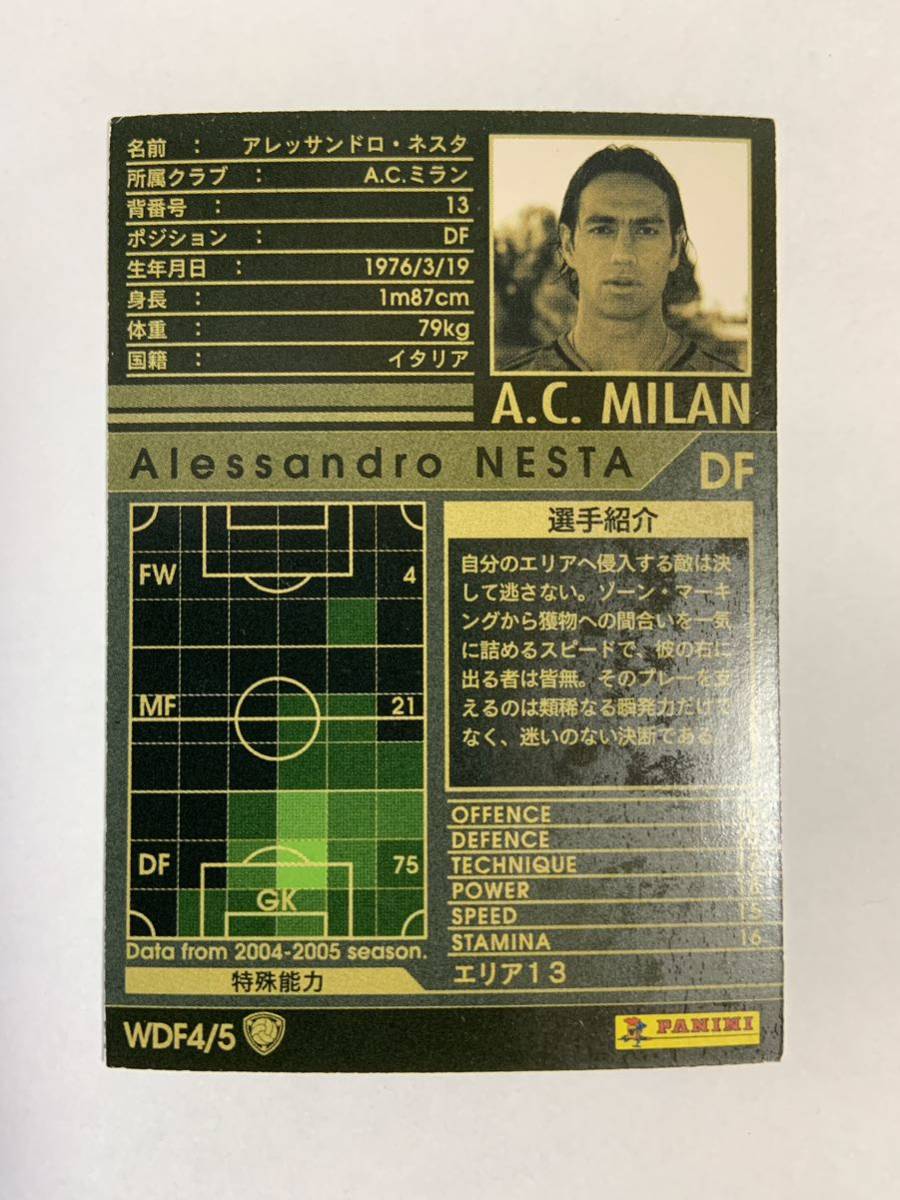 名前 : アレッサンドロ・ネスタ
所属クラブ : A.C.ミラン
背番号 : 13
ポジション : DF
生年月日 : 1976/3/19
身長 : 1m87cm
体重 : 79kg
国籍 : イタリア
A.C. MILAN
Alessandro NESTA
DF
FW 4
MF 21
DF 75
GK
Data from 2004-2005 season.
選手紹介
自分のエリアへ侵入する敵は決
して逃さない。ゾーン・マーキ
ングから獲物への間合いを一気
に詰めるスピードで、彼の右に
出る者は皆無。そのプレーを支
えるのは類稀なる瞬発力だけで
なく、迷いのない決断である。
OFFENCE
DEFENCE
TECHNIQUE
POWER
SPEED 15
STAMINA 16
特殊能力
エリア13
WDF4/5
PANINI